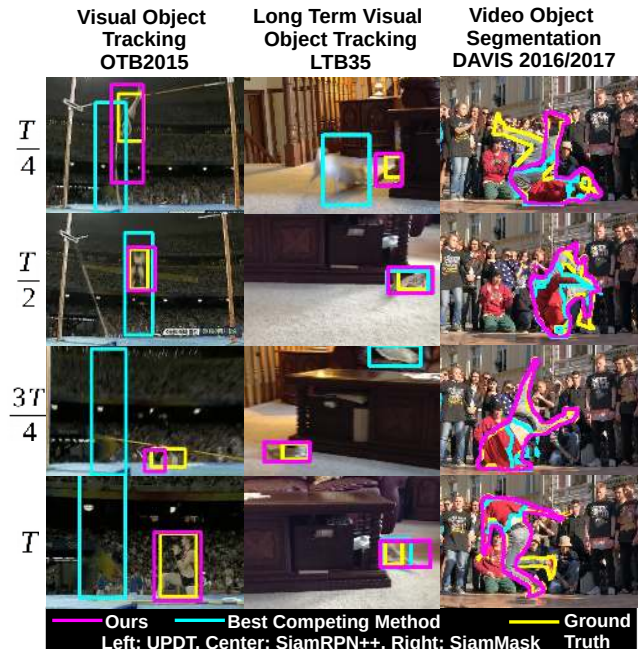 Visual Object
Tracking
OTB2015
Long Term Visual
Object Tracking
LTB35
Video Object
Segmentation
DAVIS 2016/2017
T
4
T
2
3T
4
T
Ours
Best Competing Method
Ground
Truth
Left: UPDT, Center: SiamRPN++, Right: SiamMask